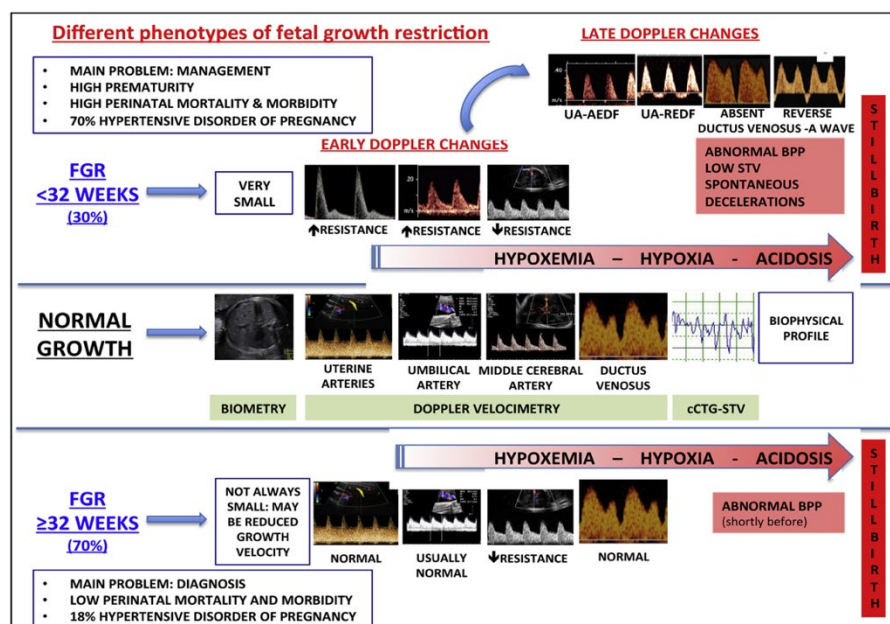 Different phenotypes of fetal growth restriction
LATE DOPPLER CHANGES
• MAIN PROBLEM: MANAGEMENT
• HIGH PREMATURITY
• HIGH PERINATAL MORTALITY & MORBIDITY
• 70% HYPERTENSIVE DISORDER OF PREGNANCY
.40
m/s
UA-AEDF
UA-REDF
ABSENT
REVERSE
DUCTUS VENOSUS -A WAVE
EARLY DOPPLER CHANGES
ABNORMAL BPP
LOW STV
SPONTANEOUS
DECELERATIONS
FGR
<32 WEEKS
(30%)
VERY
SMALL
20
m/s
↑RESISTANCE
↑RESISTANCE
↓RESISTANCE
HYPOXEMIA – HYPOXIA - ACIDOSIS
STILLBIRTH
NORMAL
GROWTH
UTERINE
ARTERIES
UMBILICAL
ARTERY
MIDDLE CEREBRAL
ARTERY
DUCTUS
VENOSUS
BIOPHYSICAL
PROFILE
BIOMETRY
DOPPLER VELOCIMETRY
cCTG-STV
HYPOXEMIA – HYPOXIA - ACIDOSIS
FGR
≥32 WEEKS
(70%)
NOT ALWAYS
SMALL: MAY
BE REDUCED
GROWTH
VELOCITY
NORMAL
USUALLY
NORMAL
↓RESISTANCE
NORMAL
ABNORMAL BPP
(shortly before)
STILLBIRTH
• MAIN PROBLEM: DIAGNOSIS
• LOW PERINATAL MORTALITY AND MORBIDITY
• 18% HYPERTENSIVE DISORDER OF PREGNANCY